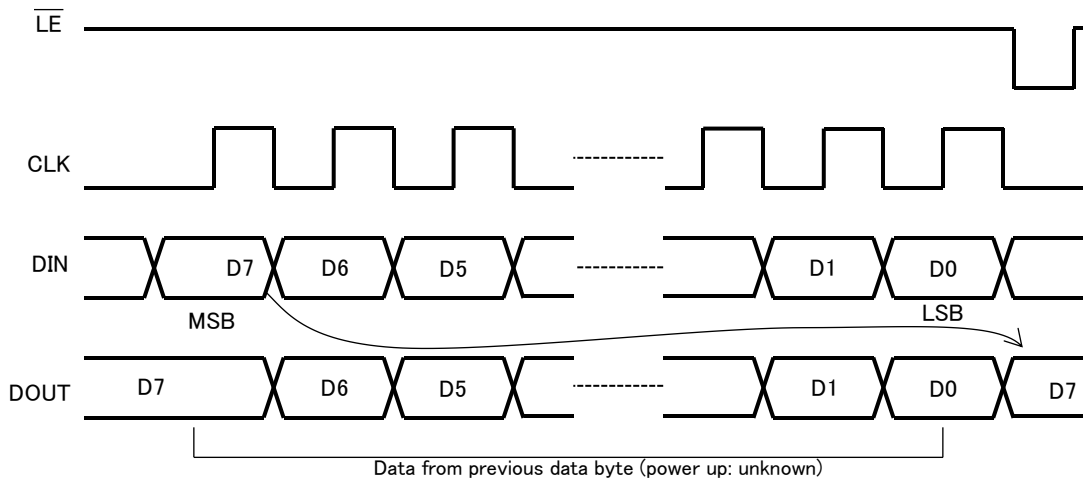 LE
CLK
DIN D7 D6 D5 D1 D0
MSB LSB
DOUT D7 D6 D5 D1 D0 D7
Data from previous data byte (power up: unknown)